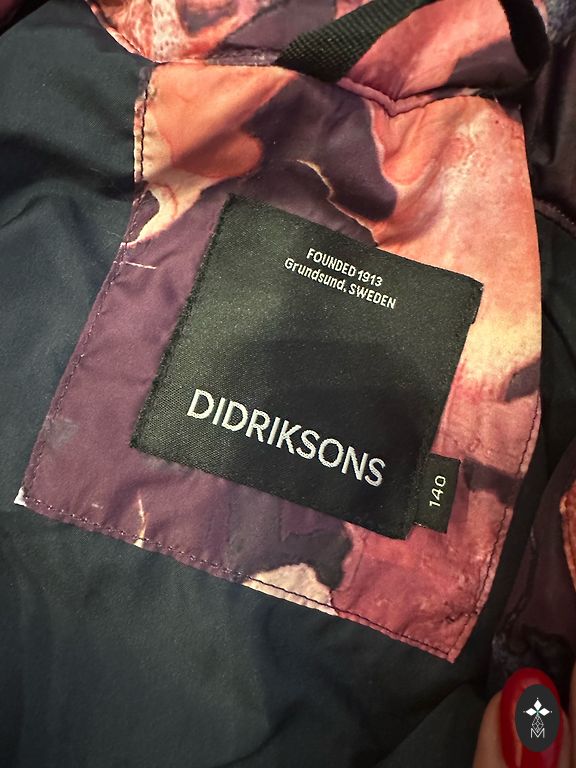 FOUNDED 1913
Grundsund, SWEDEN
DIDRIKSONS
140
M